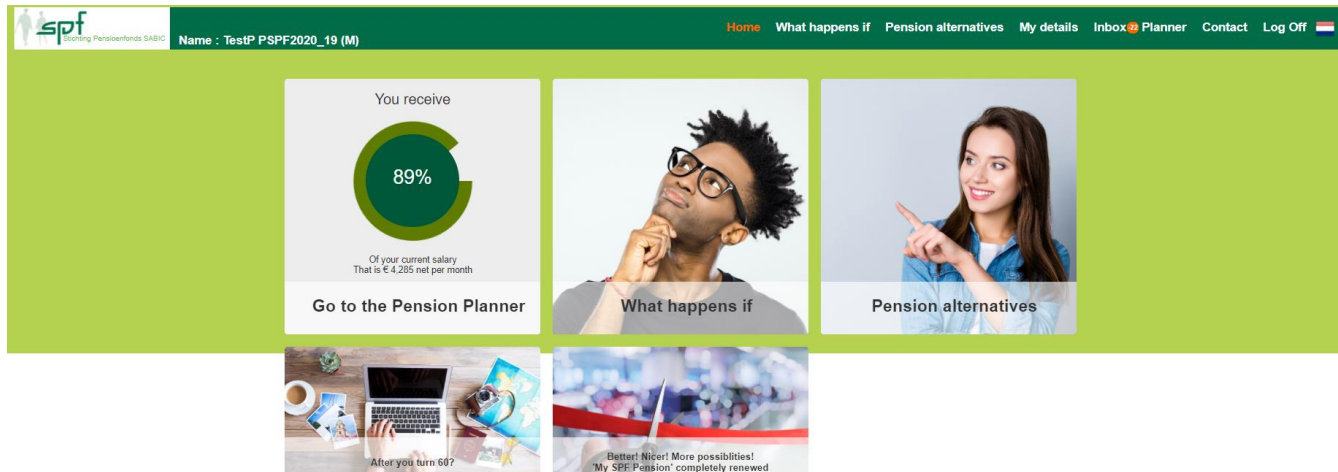 spf
Stichting Pensioenfonds SABIC
Name : TestP PSPF2020_19 (M)
Home What happens if Pension alternatives My details Inbox 22 Planner Contact Log Off
You receive
89%
Of your current salary
That is € 4,285 net per month
Go to the Pension Planner
What happens if
Pension alternatives
After you turn 60?
Better! Nicer! More possiblities!
'My SPF Pension' completely renewed